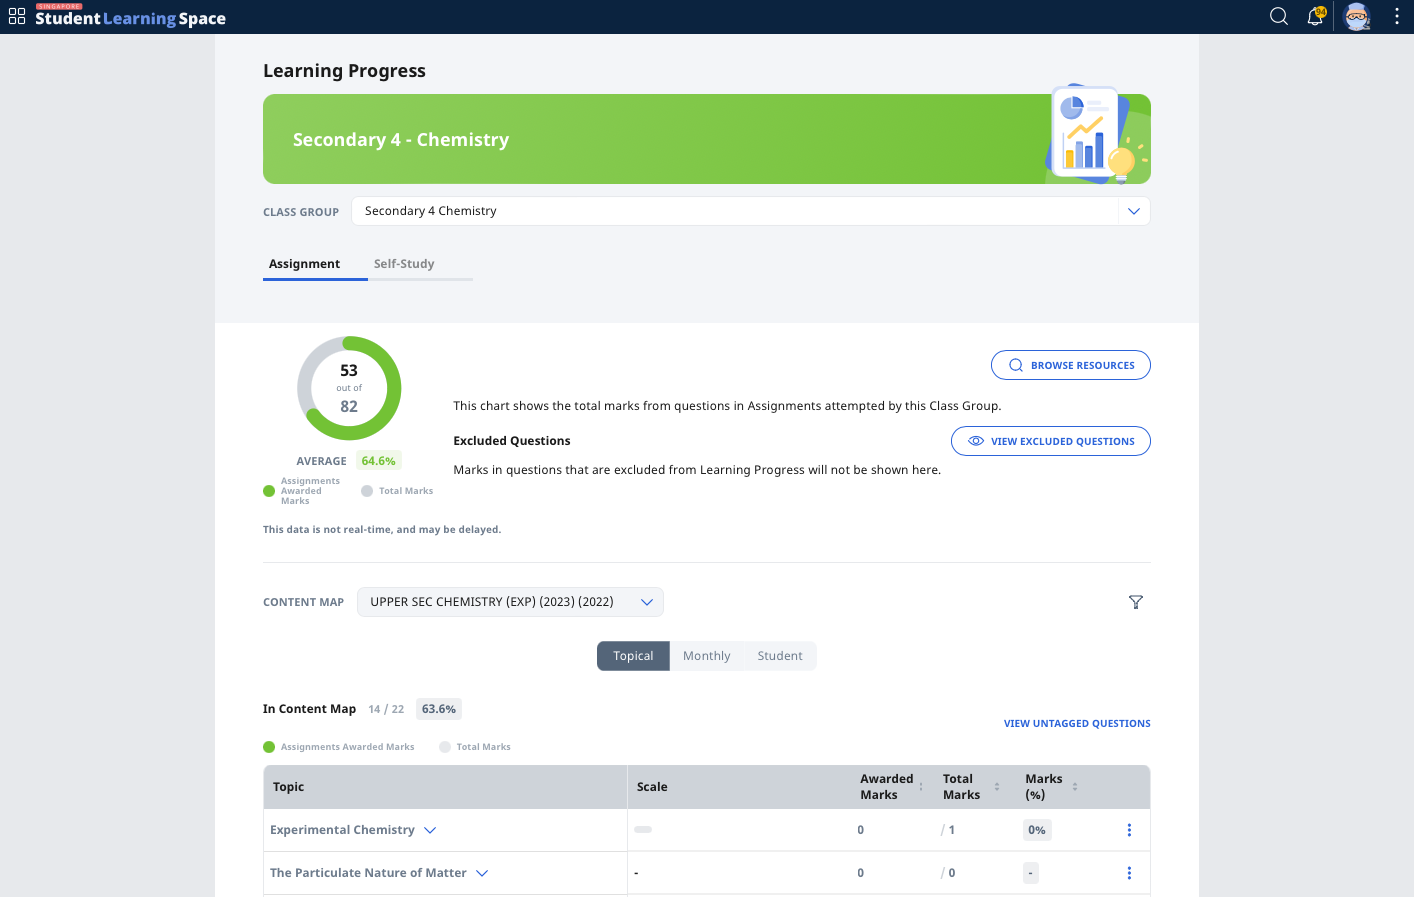 SINGAPORE
Student Learning Space
94
Learning Progress
Secondary 4 - Chemistry
CLASS GROUP
Secondary 4 Chemistry
Assignment
Self-Study
53
out of
82
AVERAGE 64.6%
Assignments
Awarded
Marks
Total Marks
BROWSE RESOURCES
This chart shows the total marks from questions in Assignments attempted by this Class Group.
Excluded Questions
VIEW EXCLUDED QUESTIONS
Marks in questions that are excluded from Learning Progress will not be shown here.
This data is not real-time, and may be delayed.
CONTENT MAP
UPPER SEC CHEMISTRY (EXP) (2023) (2022)
Topical Monthly Student
In Content Map 14 / 22 63.6%
VIEW UNTAGGED QUESTIONS
Assignments Awarded Marks Total Marks
Topic
Scale
Awarded
Marks
Total
Marks
Marks
(%)
Experimental Chemistry 0 / 1 0%
The Particulate Nature of Matter - 0 / 0 -